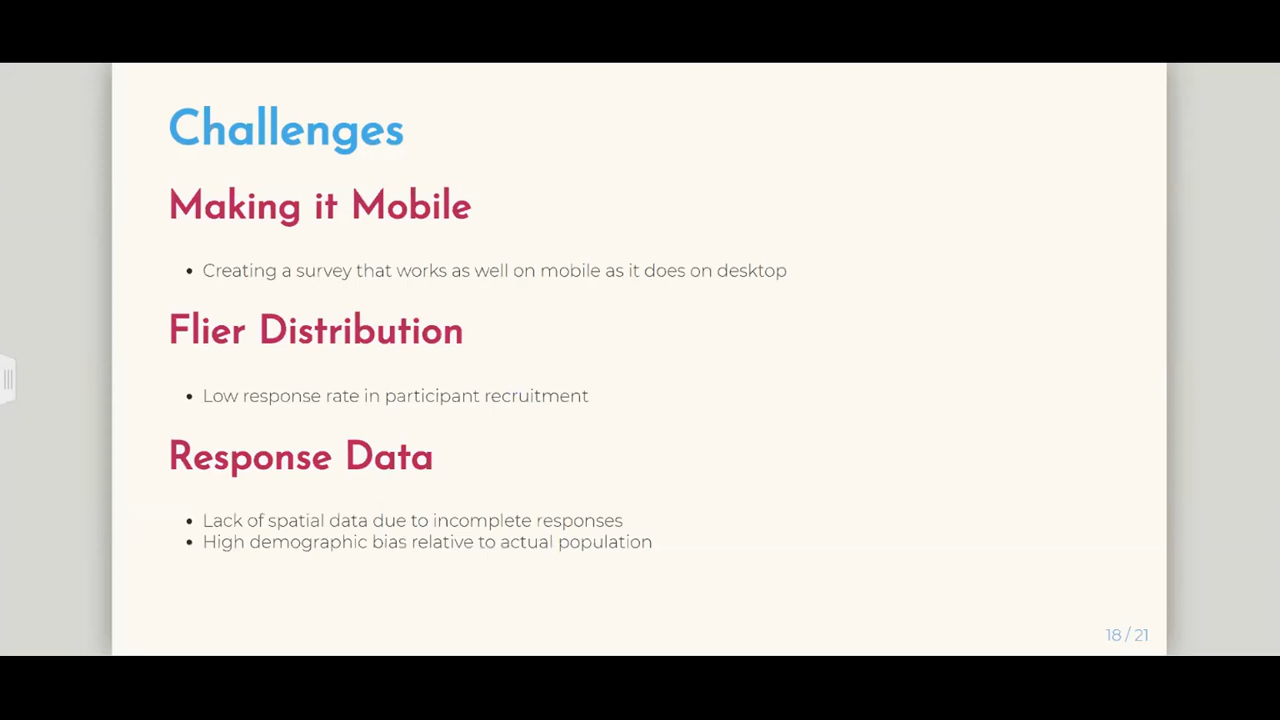 Challenges
Making it Mobile
• Creating a survey that works as well on mobile as it does on desktop
Flier Distribution
• Low response rate in participant recruitment
Response Data
• Lack of spatial data due to incomplete responses
• High demographic bias relative to actual population
18 / 21